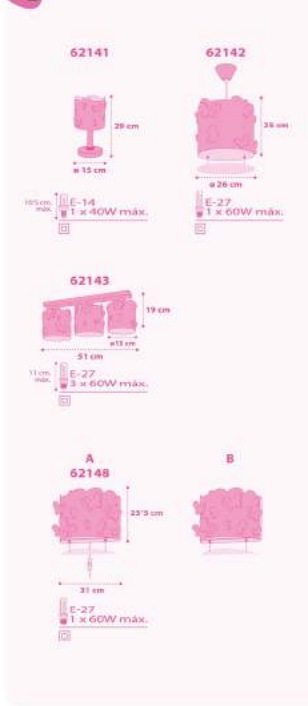 62141
29 cm
ø 15 cm
10'5 cm. máx.
E-14
1 x 40W máx.
62142
26 cm
ø 26 cm
E-27
1 x 60W máx.
62143
19 cm
ø13 cm
51 cm
11 cm. máx.
E-27
3 x 60W máx.
A
62148
23'5 cm
31 cm
E-27
1 x 60W máx.
B